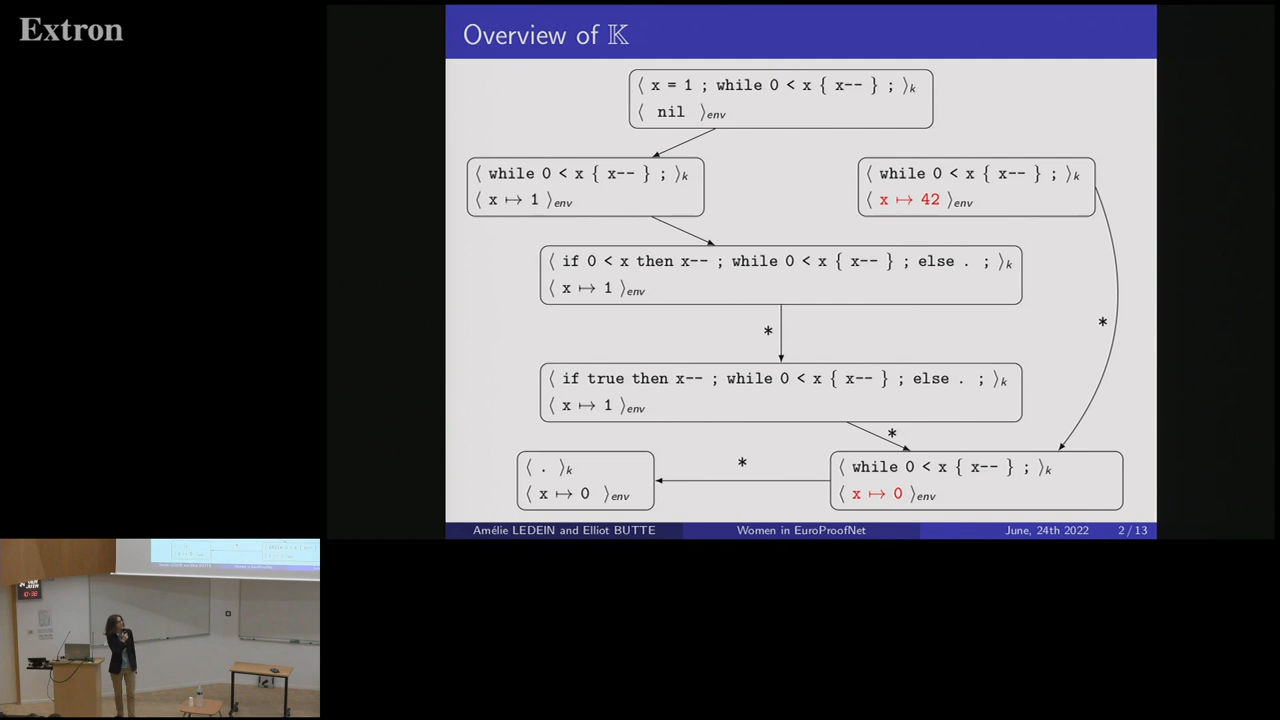 Extron
Overview of 𝕂
⟨ x = 1 ; while 0 < x { x-- } ; ⟩k
⟨ nil ⟩env
⟨ while 0 < x { x-- } ; ⟩k
⟨ x ↦ 1 ⟩env
⟨ while 0 < x { x-- } ; ⟩k
⟨ x ↦ 42 ⟩env
⟨ if 0 < x then x-- ; while 0 < x { x-- } ; else . ; ⟩k
⟨ x ↦ 1 ⟩env
*
*
⟨ if true then x-- ; while 0 < x { x-- } ; else . ; ⟩k
⟨ x ↦ 1 ⟩env
*
*
⟨ . ⟩k
⟨ x ↦ 0 ⟩env
⟨ while 0 < x { x-- } ; ⟩k
⟨ x ↦ 0 ⟩env
Amélie LEDEIN and Elliot BUTTE Women in EuroProofNet June, 24th 2022 2 / 13